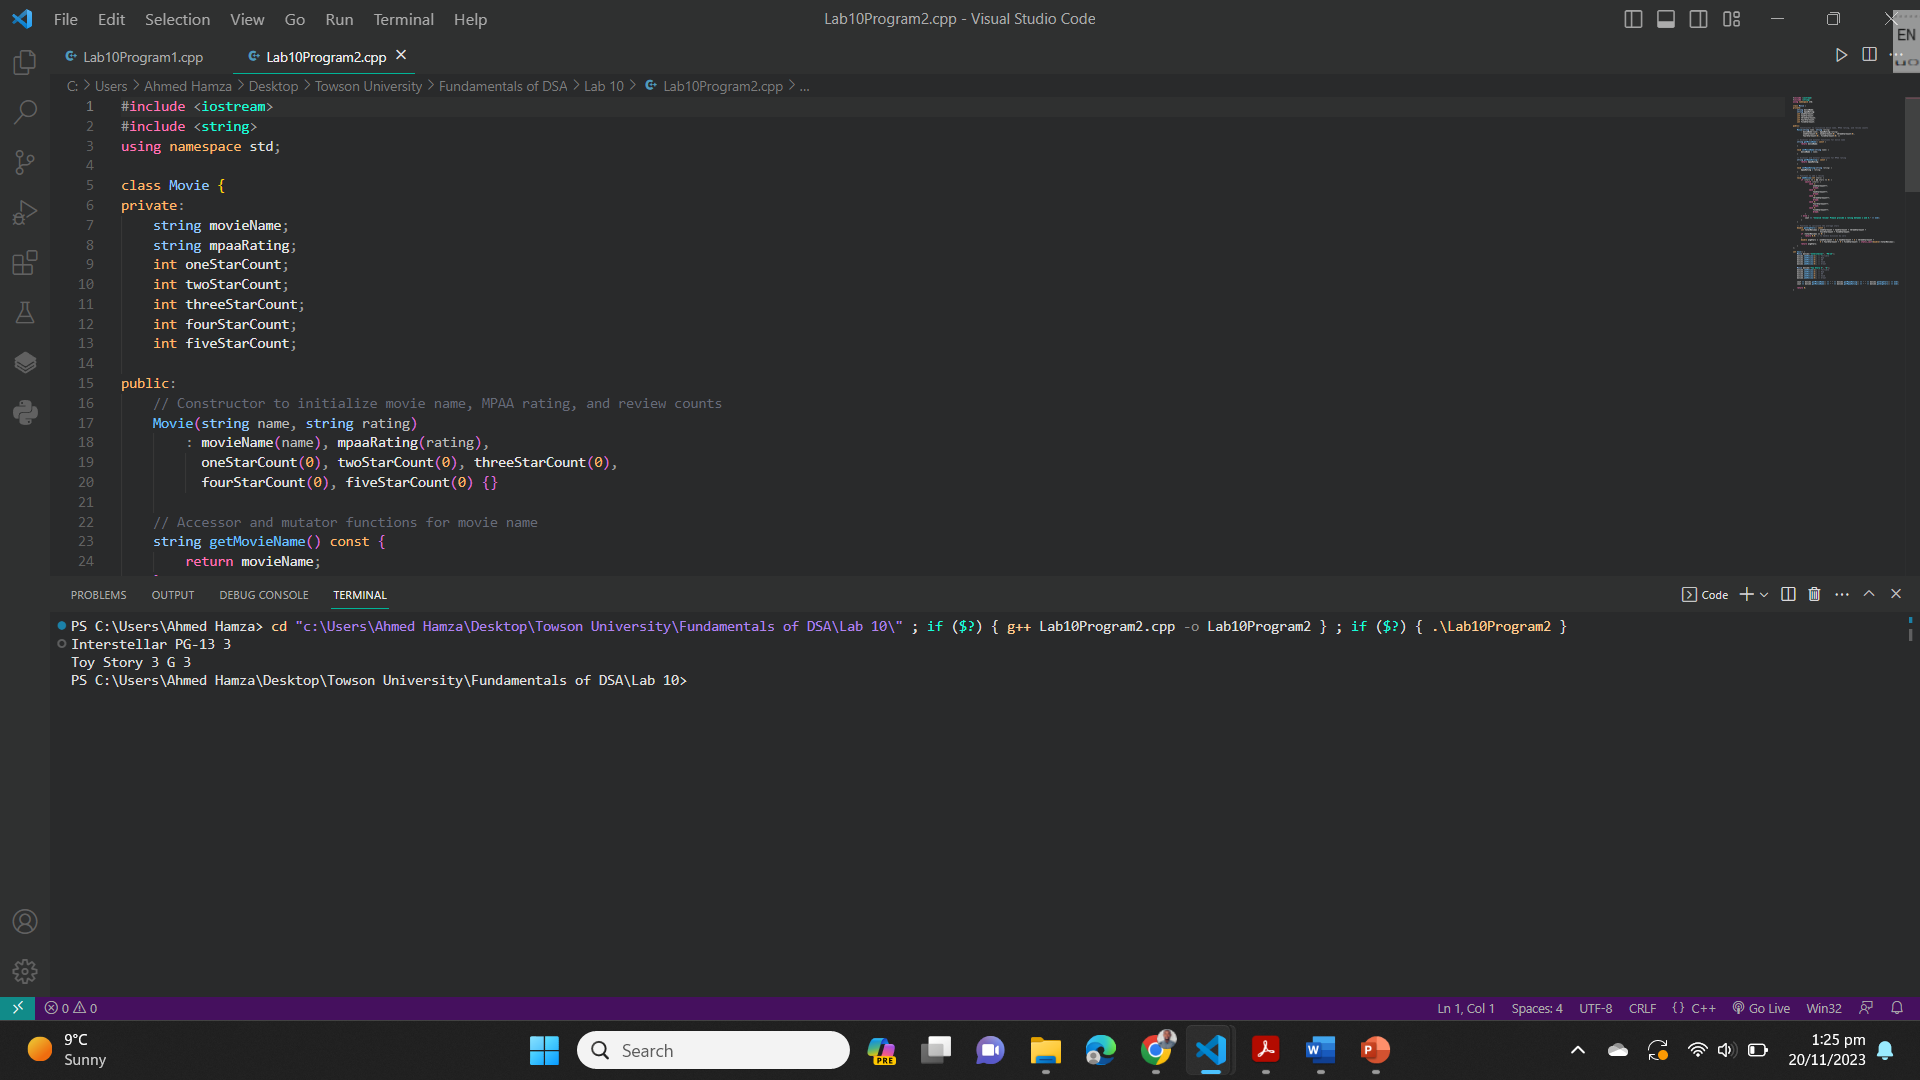 File Edit Selection View Go Run Terminal Help
Lab10Program2.cpp - Visual Studio Code
EN
Lab10Program1.cpp
Lab10Program2.cpp
C: > Users > Ahmed Hamza > Desktop > Towson University > Fundamentals of DSA > Lab 10 > Lab10Program2.cpp > ...
1 #include <iostream>
2 #include <string>
3 using namespace std;
4
5 class Movie {
6 private:
7 string movieName;
8 string mpaaRating;
9 int oneStarCount;
10 int twoStarCount;
11 int threeStarCount;
12 int fourStarCount;
13 int fiveStarCount;
14
15 public:
16 // Constructor to initialize movie name, MPAA rating, and review counts
17 Movie(string name, string rating)
18 : movieName(name), mpaaRating(rating),
19 oneStarCount(0), twoStarCount(0), threeStarCount(0),
20 fourStarCount(0), fiveStarCount(0) {}
21
22 // Accessor and mutator functions for movie name
23 string getMovieName() const {
24 return movieName;
PROBLEMS OUTPUT DEBUG CONSOLE TERMINAL
Code
PS C:\Users\Ahmed Hamza> cd "c:\Users\Ahmed Hamza\Desktop\Towson University\Fundamentals of DSA\Lab 10\" ; if ($?) { g++ Lab10Program2.cpp -o Lab10Program2 } ; if ($?) { .\Lab10Program2 }
Interstellar PG-13 3
Toy Story 3 G 3
PS C:\Users\Ahmed Hamza\Desktop\Towson University\Fundamentals of DSA\Lab 10>
0 0
Ln 1, Col 1 Spaces: 4 UTF-8 CRLF {} C++ Go Live Win32
9°C
Sunny
Search
PRE
1:25 pm
20/11/2023